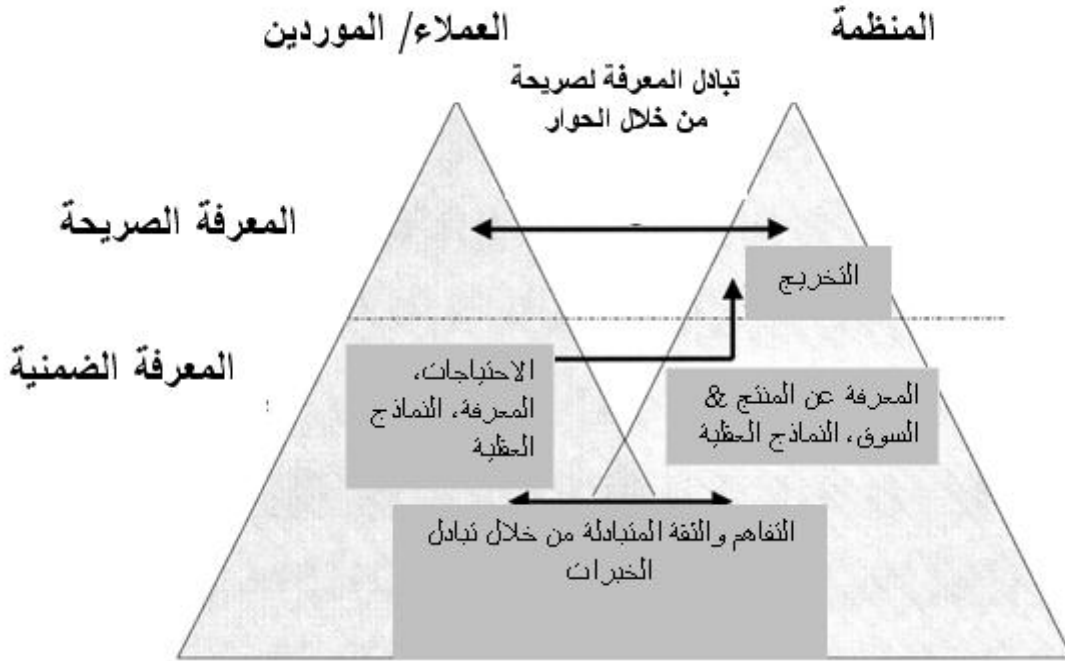 المنظمة
العملاء/ الموردين
تبادل المعرفة لصريحة
من خلال الحوار
المعرفة الصريحة
التخريج
المعرفة الضمنية
المعرفة عن المنتج &
السوق، النماذج العقلية
الاحتياجات،
المعرفة، النماذج
العقلية
التفاهم والثقة المتبادلة من خلال تبادل
الخبرات